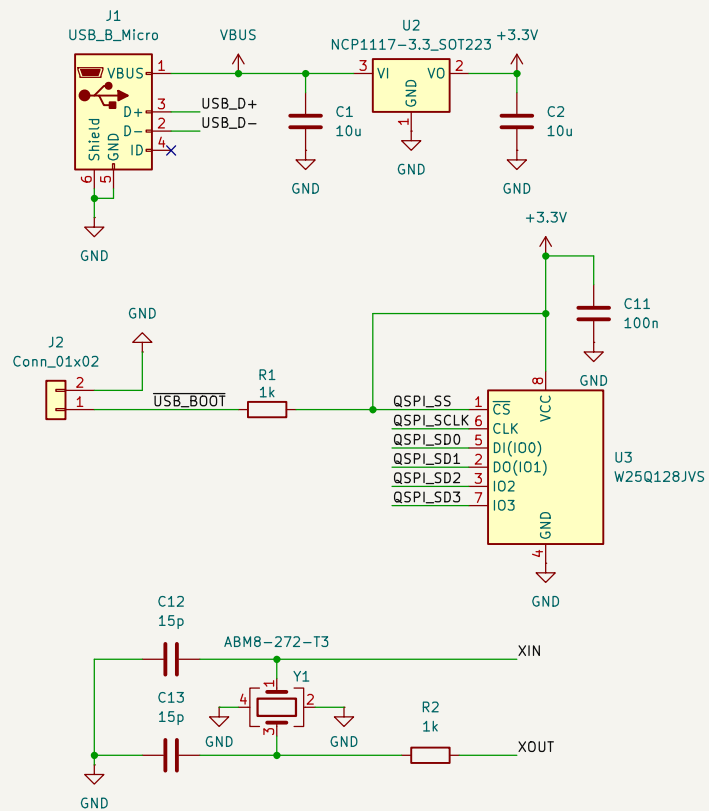 J1
USB_B_Micro
VBUS
D+
D-
ID
Shield
GND
1
3
2
4
6
5
GND
USB_D+
USB_D-
VBUS
C1
10u
GND
U2
NCP1117-3.3_SOT223
VI
VO
GND
3
2
1
GND
+3.3V
C2
10u
GND
+3.3V
C11
100n
GND
GND
J2
Conn_01x02
2
1
USB_BOOT
R1
1k
QSPI_SS
QSPI_SCLK
QSPI_SD0
QSPI_SD1
QSPI_SD2
QSPI_SD3
1
6
5
2
3
7
8
4
CS
CLK
DI(IO0)
DO(IO1)
IO2
IO3
VCC
GND
U3
W25Q128JVS
GND
C12
15p
ABM8-272-T3
XIN
Y1
1
4
2
3
GND
GND
C13
15p
R2
1k
XOUT
GND